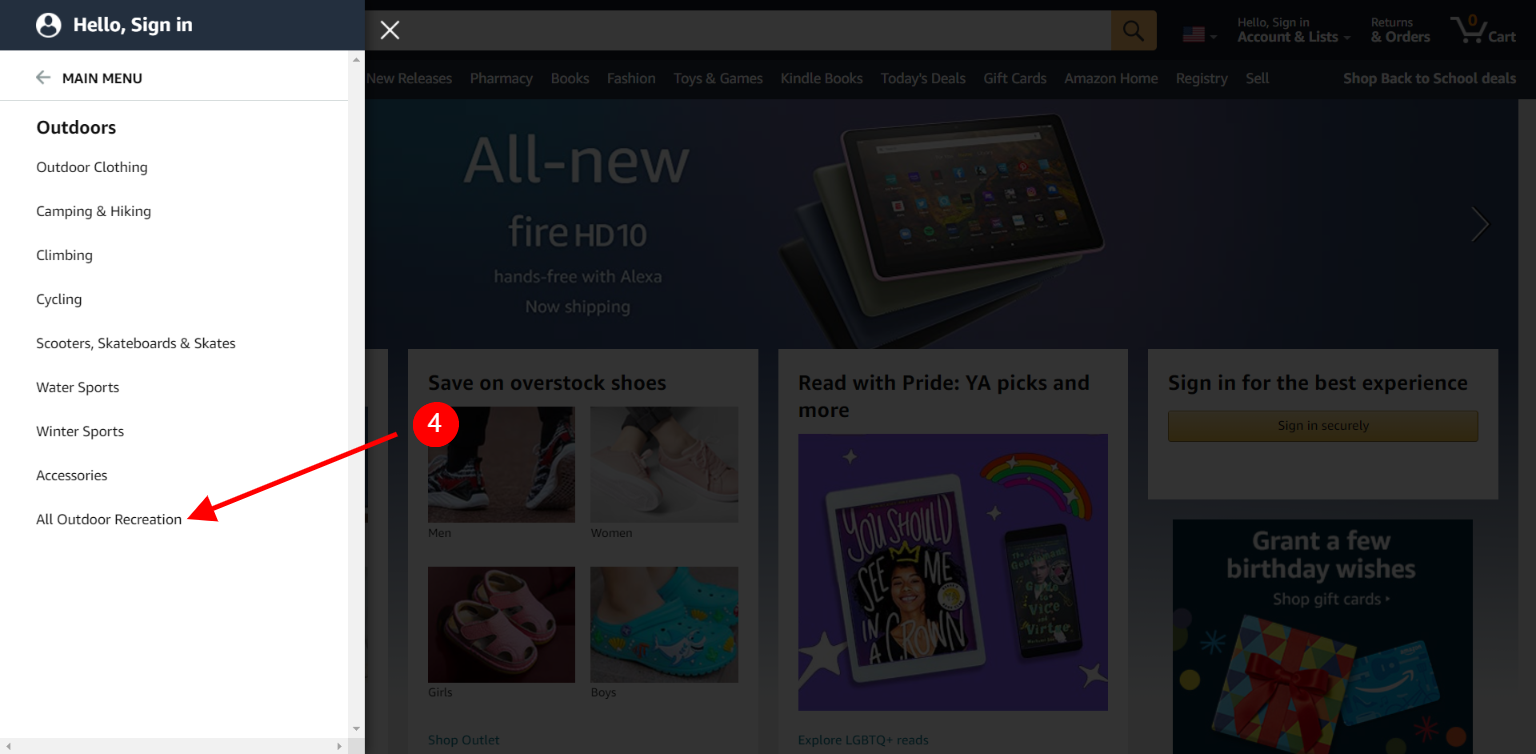 Hello, Sign in
MAIN MENU
Outdoors
Outdoor Clothing
Camping & Hiking
Climbing
Cycling
Scooters, Skateboards & Skates
Water Sports
Winter Sports
Accessories
All Outdoor Recreation
4
Hello, Sign in
Account & Lists
Returns
& Orders
0
Cart
New Releases
Pharmacy
Books
Fashion
Toys & Games
Kindle Books
Today's Deals
Gift Cards
Amazon Home
Registry
Sell
Shop Back to School deals
All-new
fire HD10
hands-free with Alexa
Now shipping
Save on overstock shoes
Men
Women
Girls
Boys
Shop Outlet
Read with Pride: YA picks and
more
YOU SHOULD
SEE ME
IN A
CROWN
The
Gentleman's
Guide
to
Vice
and
Virtue
Explore LGBTQ+ reads
Sign in for the best experience
Sign in securely
Grant a few
birthday wishes
Shop gift cards
amazon